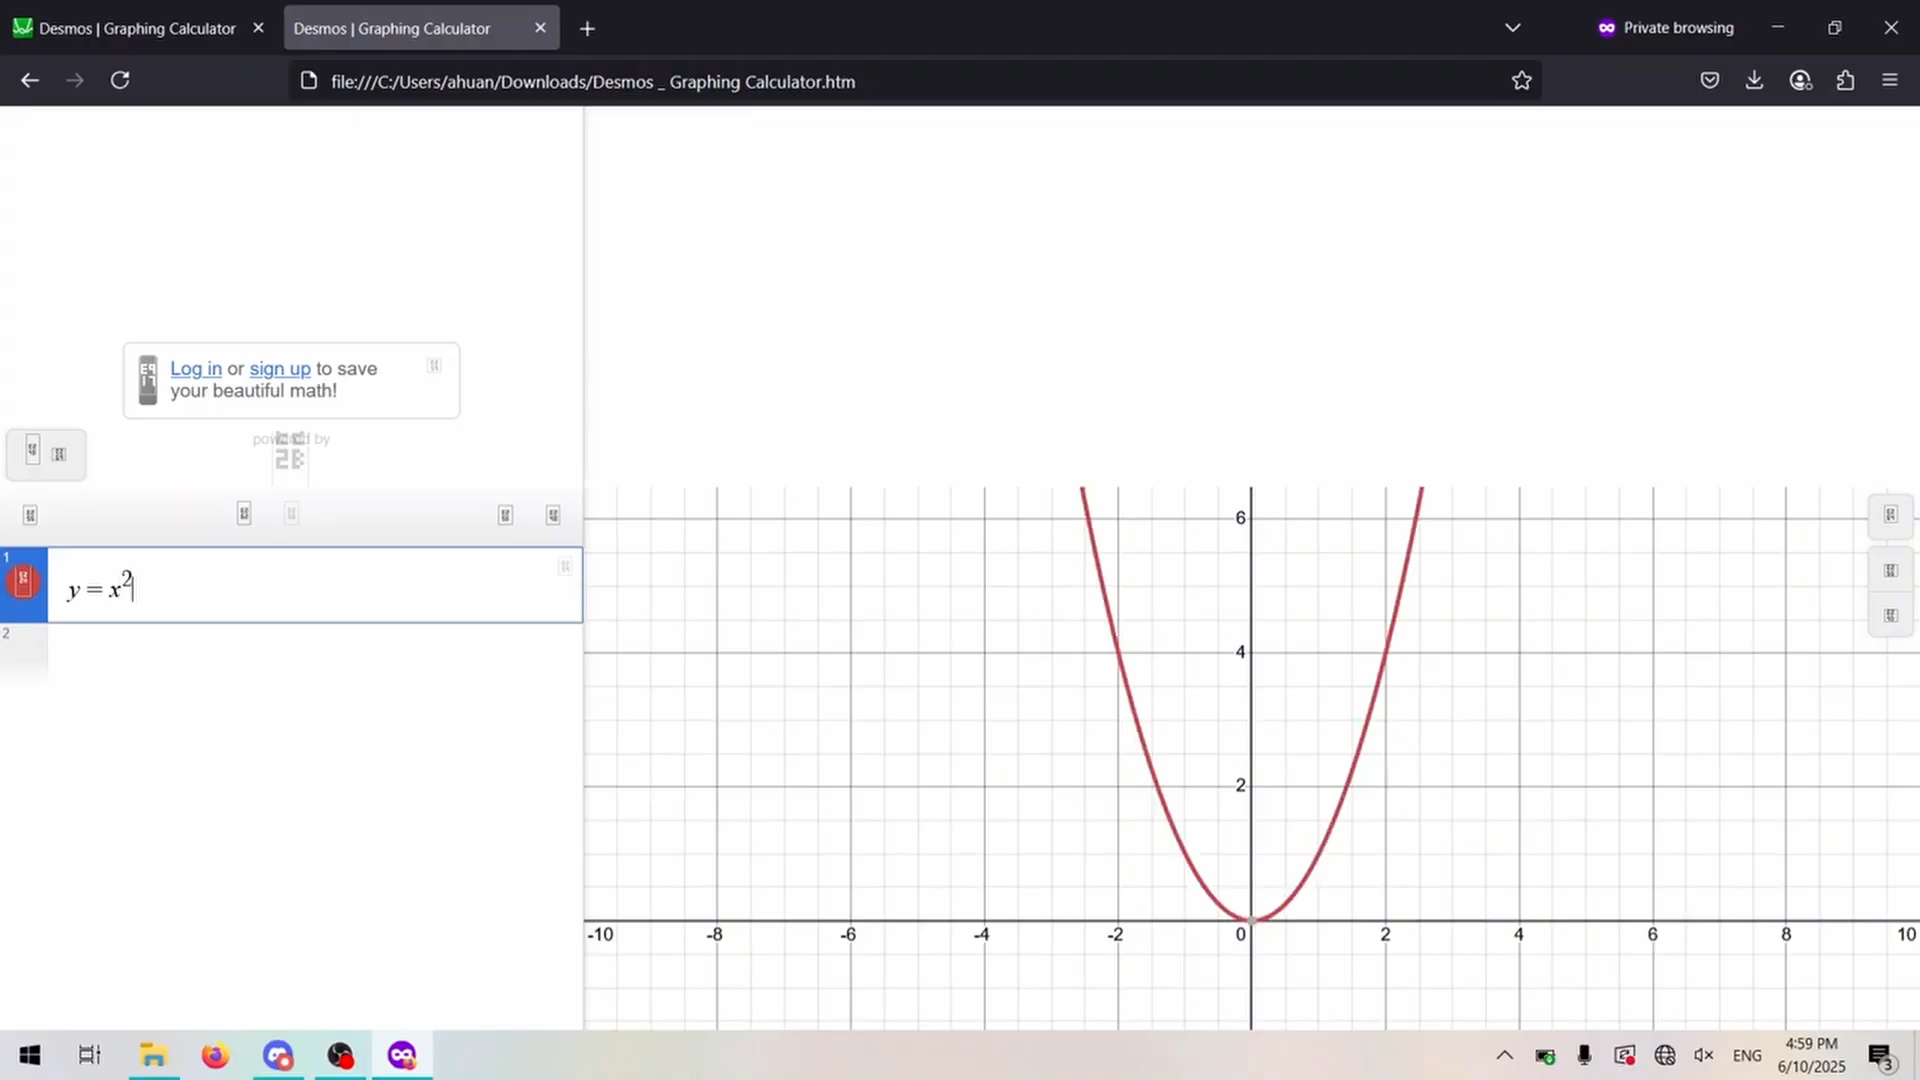 Desmos | Graphing Calculator
Desmos | Graphing Calculator
Private browsing
file:///C:/Users/ahuan/Downloads/Desmos _ Graphing Calculator.htm
Log in or sign up to save
your beautiful math!
powered by
1
y = x²
2
6
4
2
-10 -8 -6 -4 -2 0 2 4 6 8 10
ENG
4:59 PM
6/10/2025
3